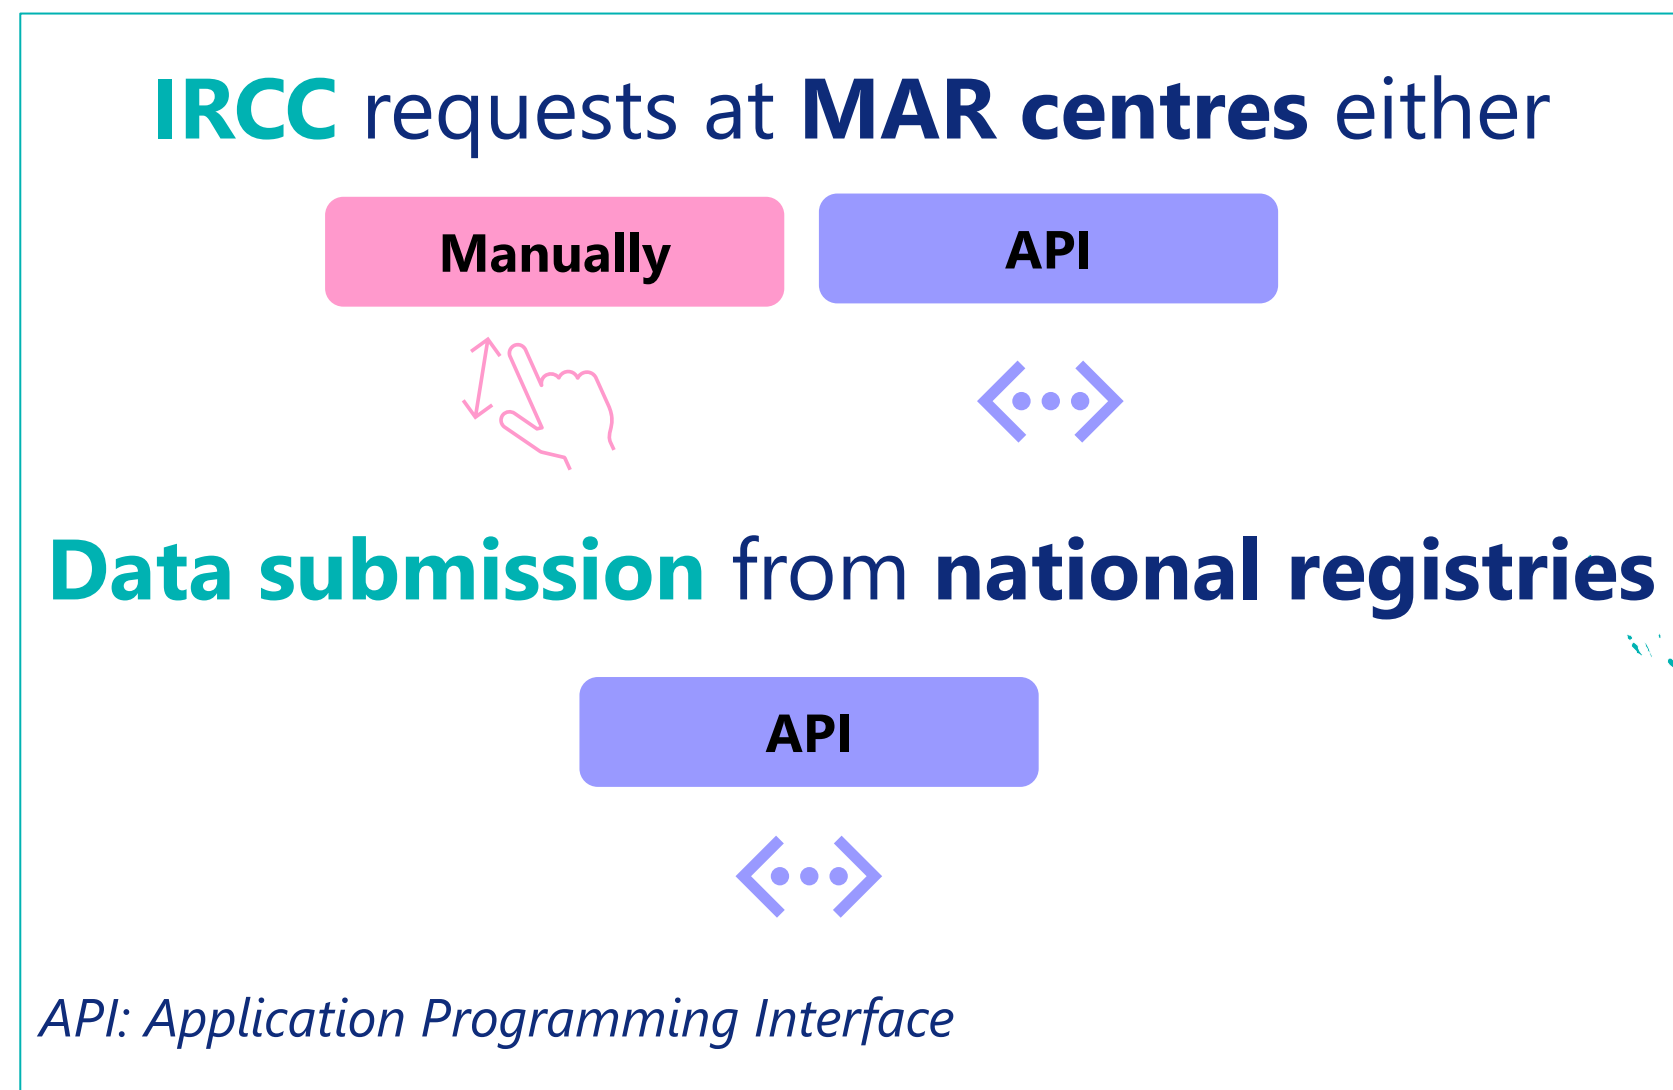 IRCC requests at MAR centres either
Manually
API
Data submission from national registries
API
API: Application Programming Interface